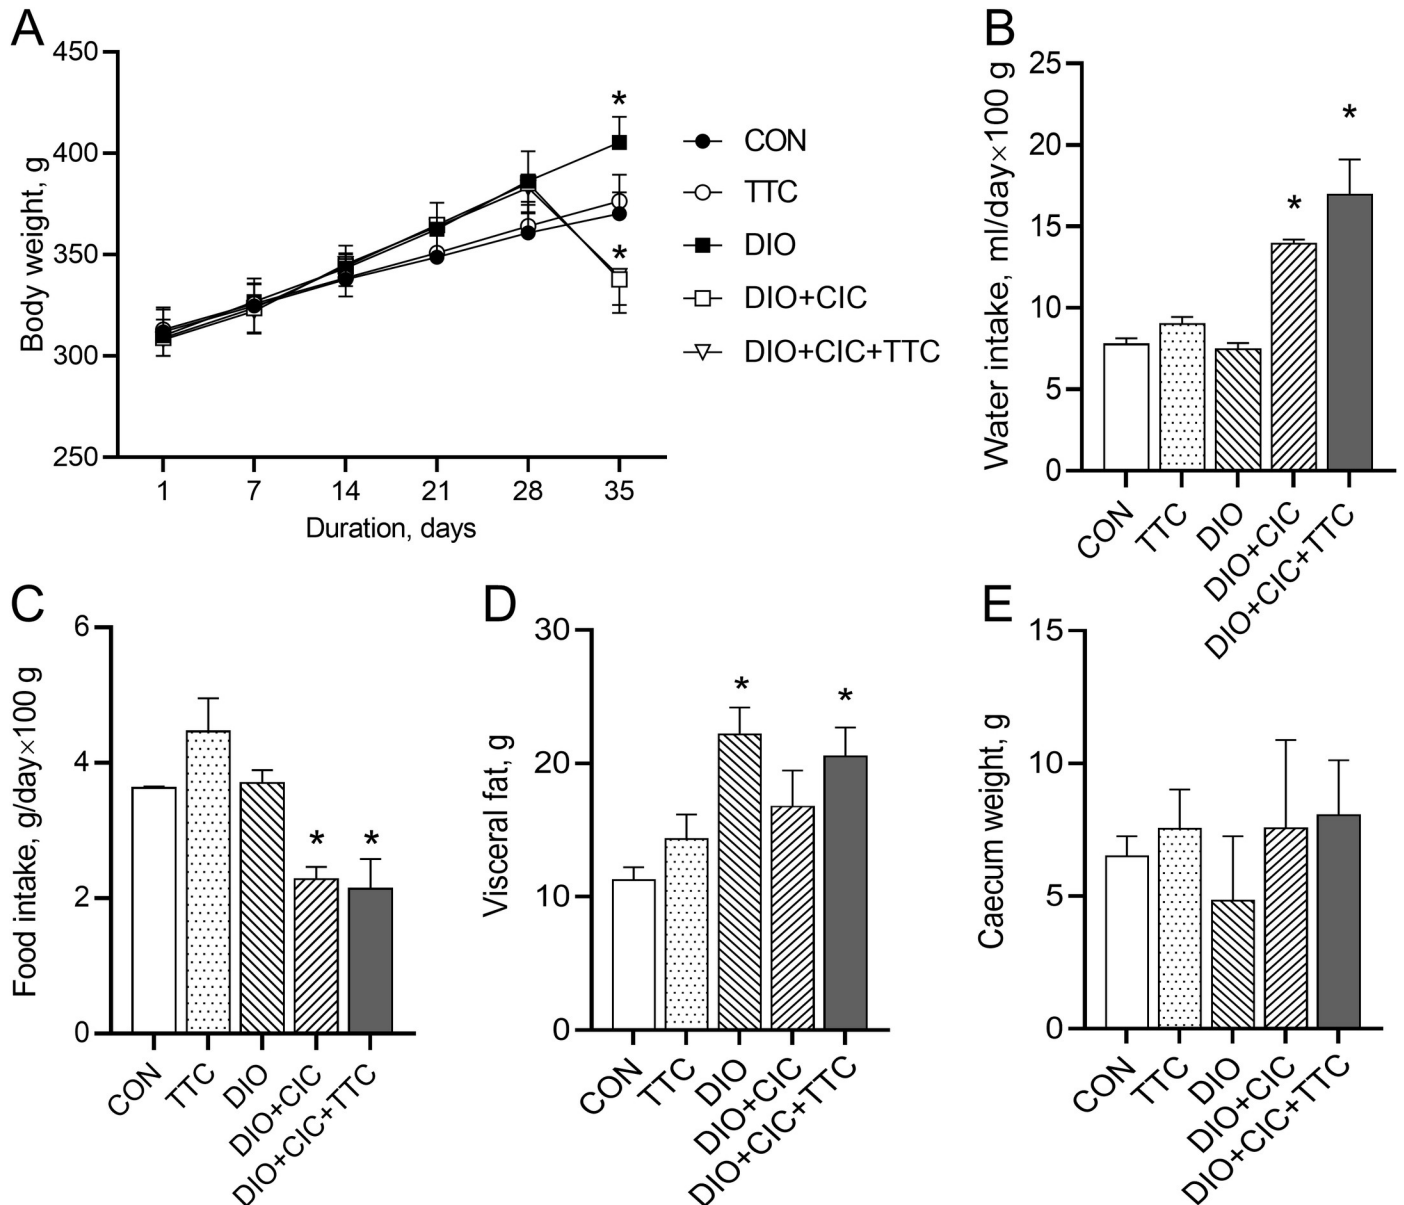 A
450
400
350
300
250
Body weight, g
1 7 14 21 28 35
Duration, days
*
*
CON
TTC
DIO
DIO+CIC
DIO+CIC+TTC
B
25
20
15
10
5
0
Water intake, ml/day×100 g
*
*
CON
TTC
DIO
DIO+CIC
DIO+CIC+TTC
C
6
4
2
0
Food intake, g/day×100 g
* *
CON
TTC
DIO
DIO+CIC
DIO+CIC+TTC
D
30
20
10
0
Visceral fat, g
*
*
CON
TTC
DIO
DIO+CIC
DIO+CIC+TTC
E
15
10
5
0
Caecum weight, g
CON
TTC
DIO
DIO+CIC
DIO+CIC+TTC